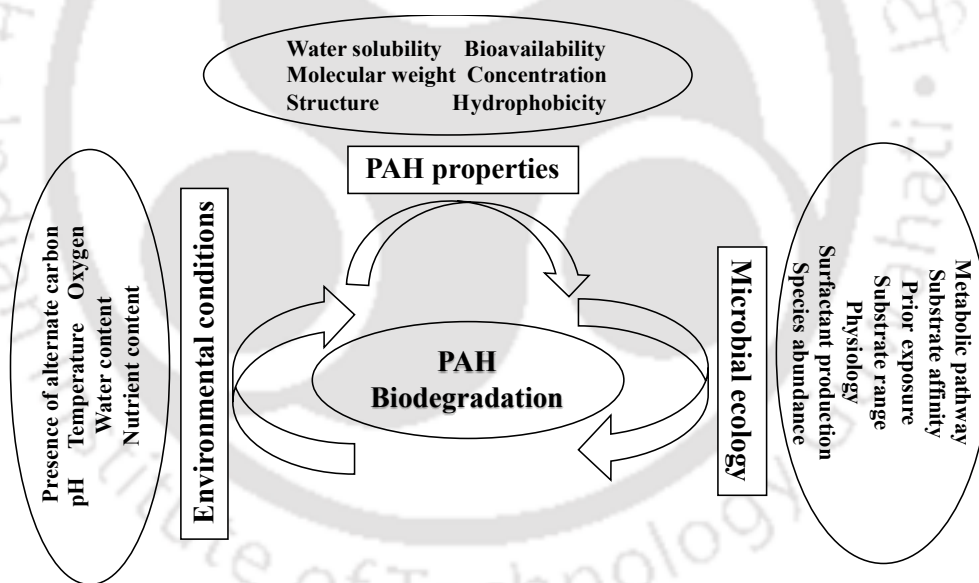 Water solubility Bioavailability
Molecular weight Concentration
Structure Hydrophobicity
PAH properties
Presence of alternate carbon
pH Temperature Oxygen
Water content
Nutrient content
Environmental conditions
PAH
Biodegradation
Microbial ecology
Metabolic pathway
Substrate affinity
Prior exposure
Substrate range
Physiology
Surfactant production
Species abundance